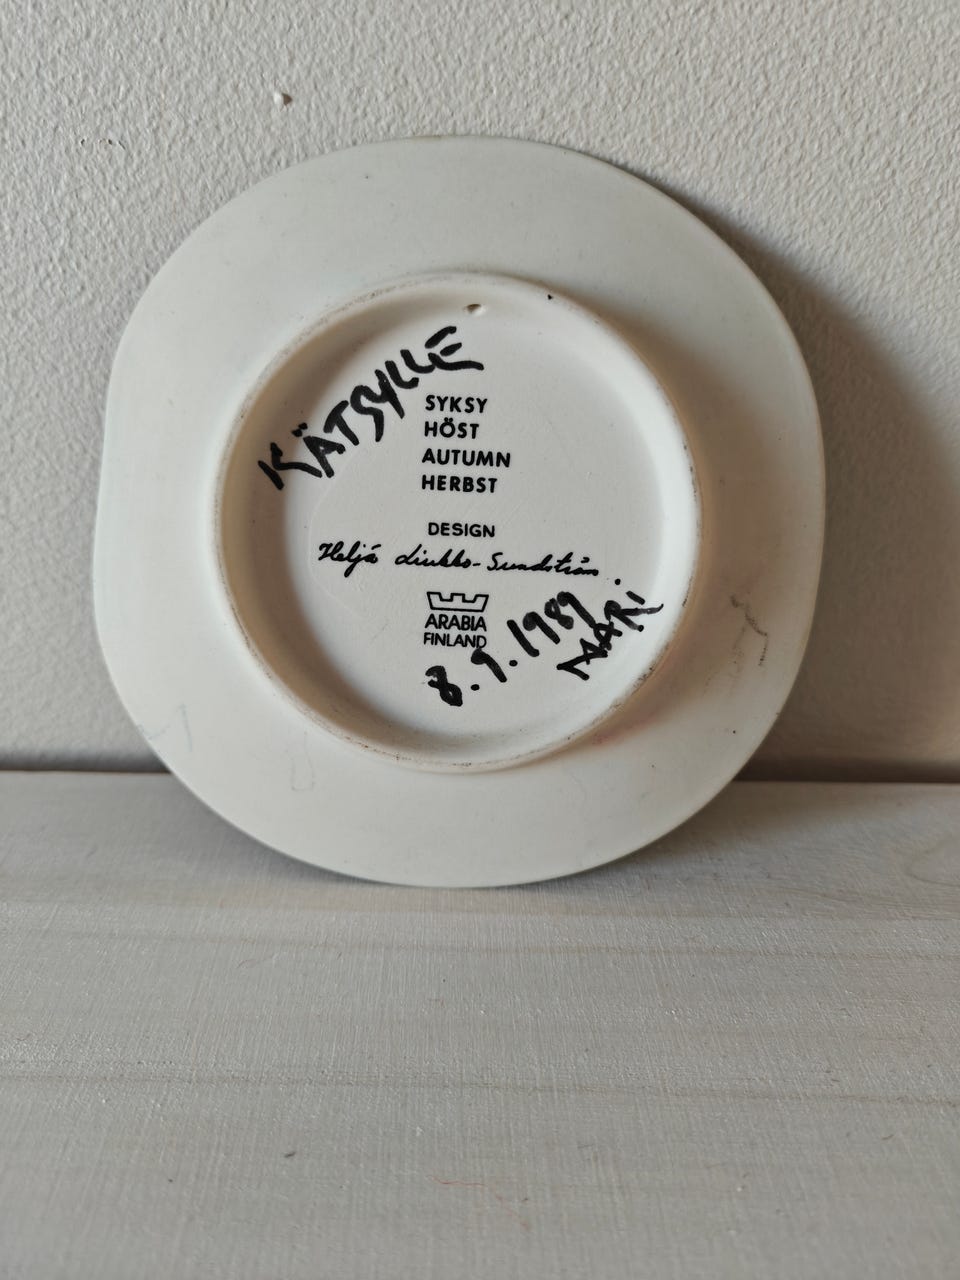 KÄTSYLLE
SYKSY
HÖST
AUTUMN
HERBST
DESIGN
Heljä Liukko-Sundström
ARABIA
FINLAND
8.9.1989
MARI